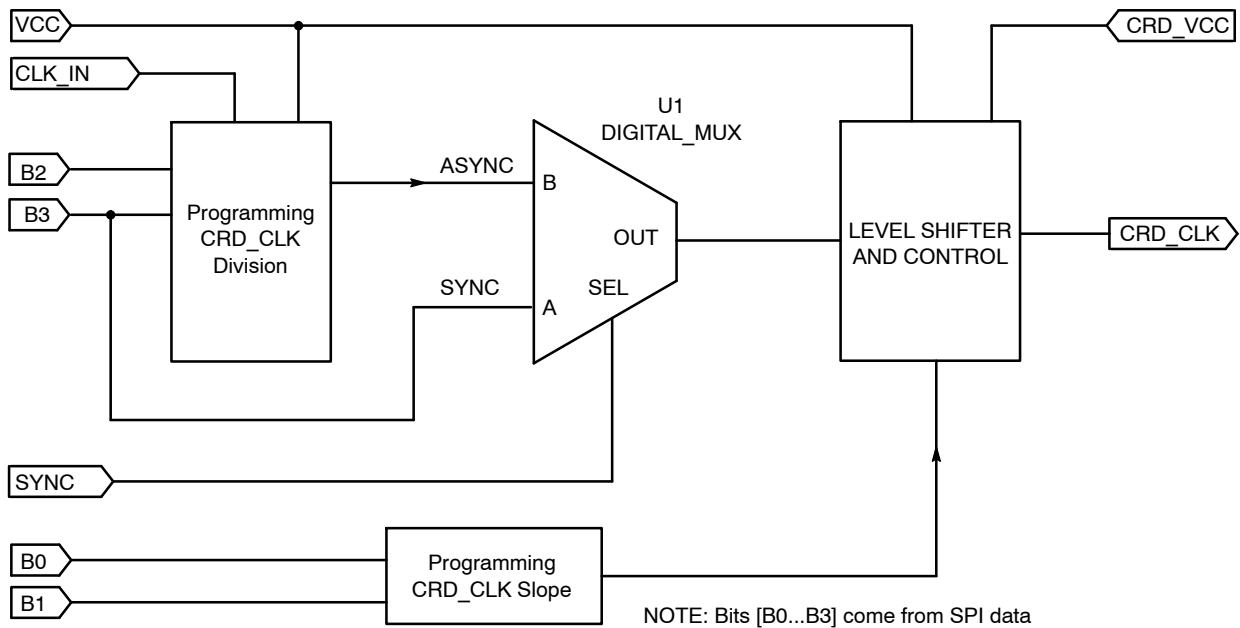 VCC
CRD_VCC
CLK_IN
U1
DIGITAL_MUX
B2
ASYNC
B
B3
Programming
CRD_CLK
Division
OUT
LEVEL SHIFTER
AND CONTROL
CRD_CLK
SYNC
SEL
A
SYNC
B0
B1
Programming
CRD_CLK Slope
NOTE: Bits [B0...B3] come from SPI data